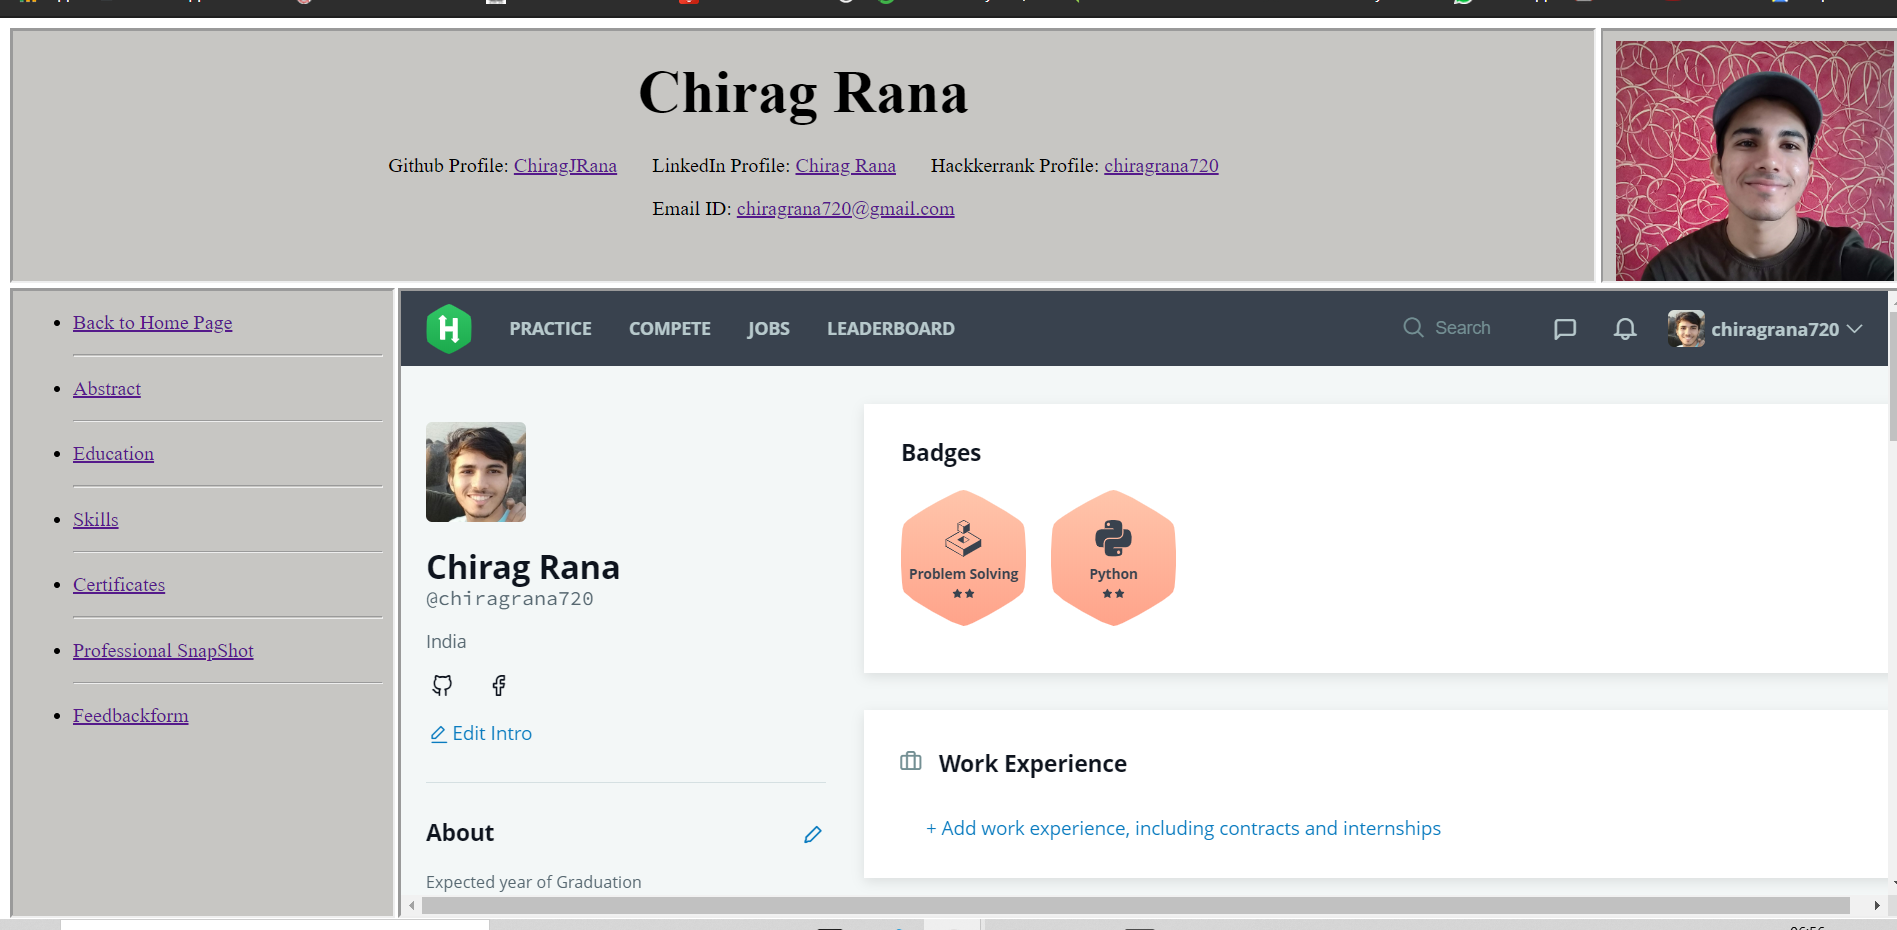 Chirag Rana
Github Profile: ChiragJRana LinkedIn Profile: Chirag Rana Hackkerrank Profile: chiragrana720
Email ID: chiragrana720@gmail.com
Back to Home Page
Abstract
Education
Skills
Certificates
Professional SnapShot
Feedbackform
H PRACTICE COMPETE JOBS LEADERBOARD Search chiragrana720
Chirag Rana
@chiragrana720
India
Edit Intro
About
Expected year of Graduation
Badges
Problem Solving
Python
Work Experience
+ Add work experience, including contracts and internships